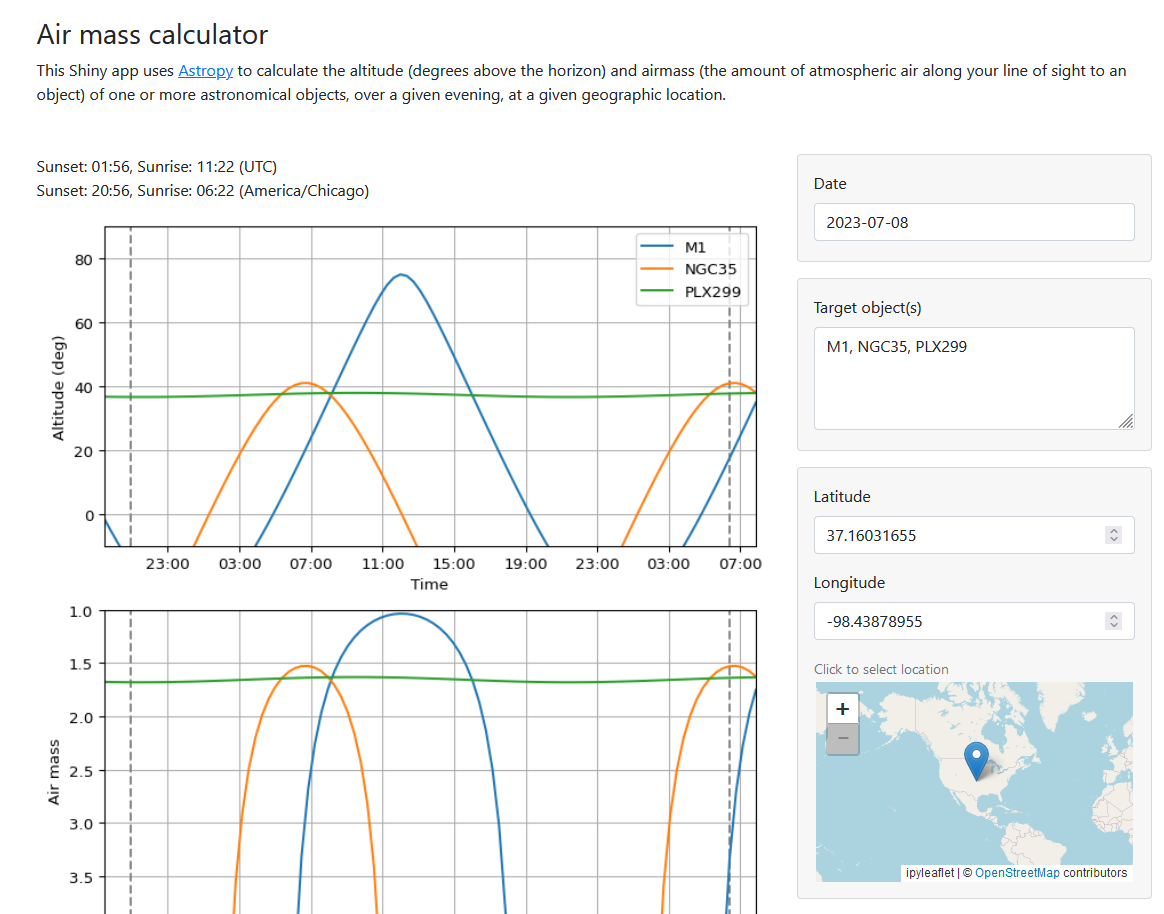 Air mass calculator
This Shiny app uses Astropy to calculate the altitude (degrees above the horizon) and airmass (the amount of atmospheric air along your line of sight to an
object) of one or more astronomical objects, over a given evening, at a given geographic location.
Sunset: 01:56, Sunrise: 11:22 (UTC)
Sunset: 20:56, Sunrise: 06:22 (America/Chicago)
M1
NGC35
PLX299
80
60
40
20
0
Altitude (deg)
23:00 03:00 07:00 11:00 15:00 19:00 23:00 03:00 07:00
Time
1.0
1.5
2.0
2.5
3.0
3.5
Air mass
Date
2023-07-08
Target object(s)
M1, NGC35, PLX299
Latitude
37.16031655
Longitude
-98.43878955
Click to select location
+
−
ipyleaflet | © OpenStreetMap contributors